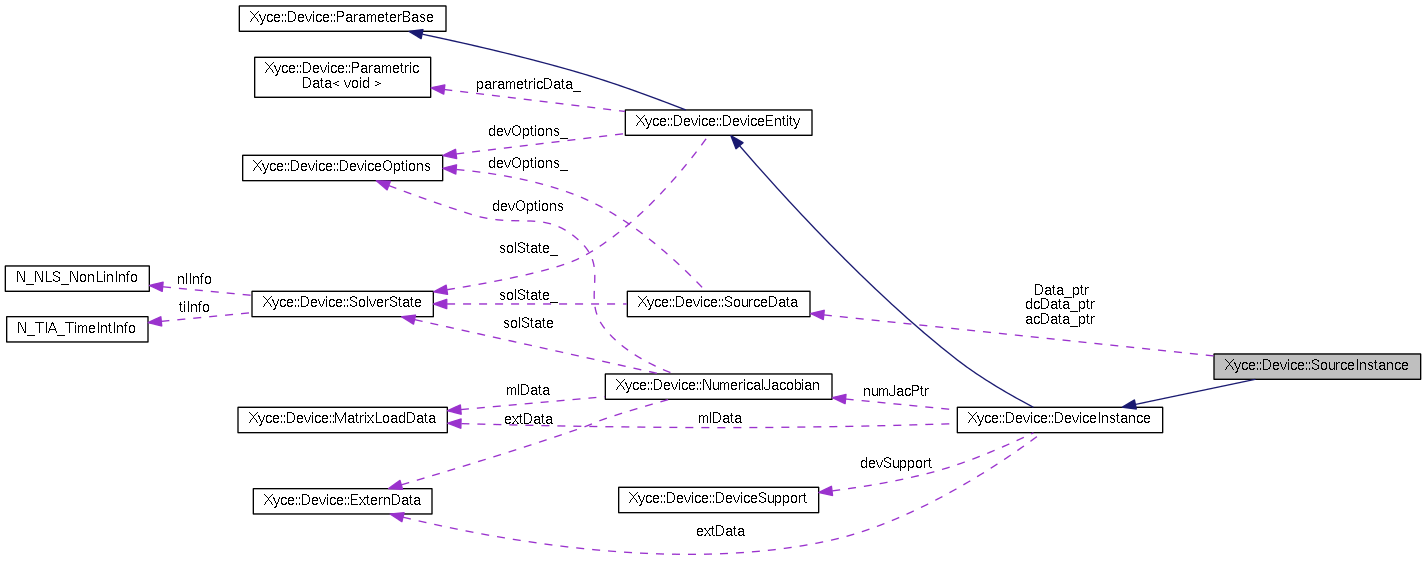 Xyce::Device::ParameterBase
Xyce::Device::Parametric
Data< void >
parametricData_
Xyce::Device::DeviceEntity
devOptions_
Xyce::Device::DeviceOptions
devOptions_
devOptions
solState_
N_NLS_NonLinInfo
nlInfo
Xyce::Device::SolverState
solState_
Xyce::Device::SourceData
Data_ptr
dcData_ptr
acData_ptr
N_TIA_TimeIntInfo
tiInfo
solState
Xyce::Device::SourceInstance
Xyce::Device::NumericalJacobian
numJacPtr
mlData
Xyce::Device::MatrixLoadData
extData
mlData
Xyce::Device::DeviceInstance
devSupport
Xyce::Device::ExternData
Xyce::Device::DeviceSupport
extData